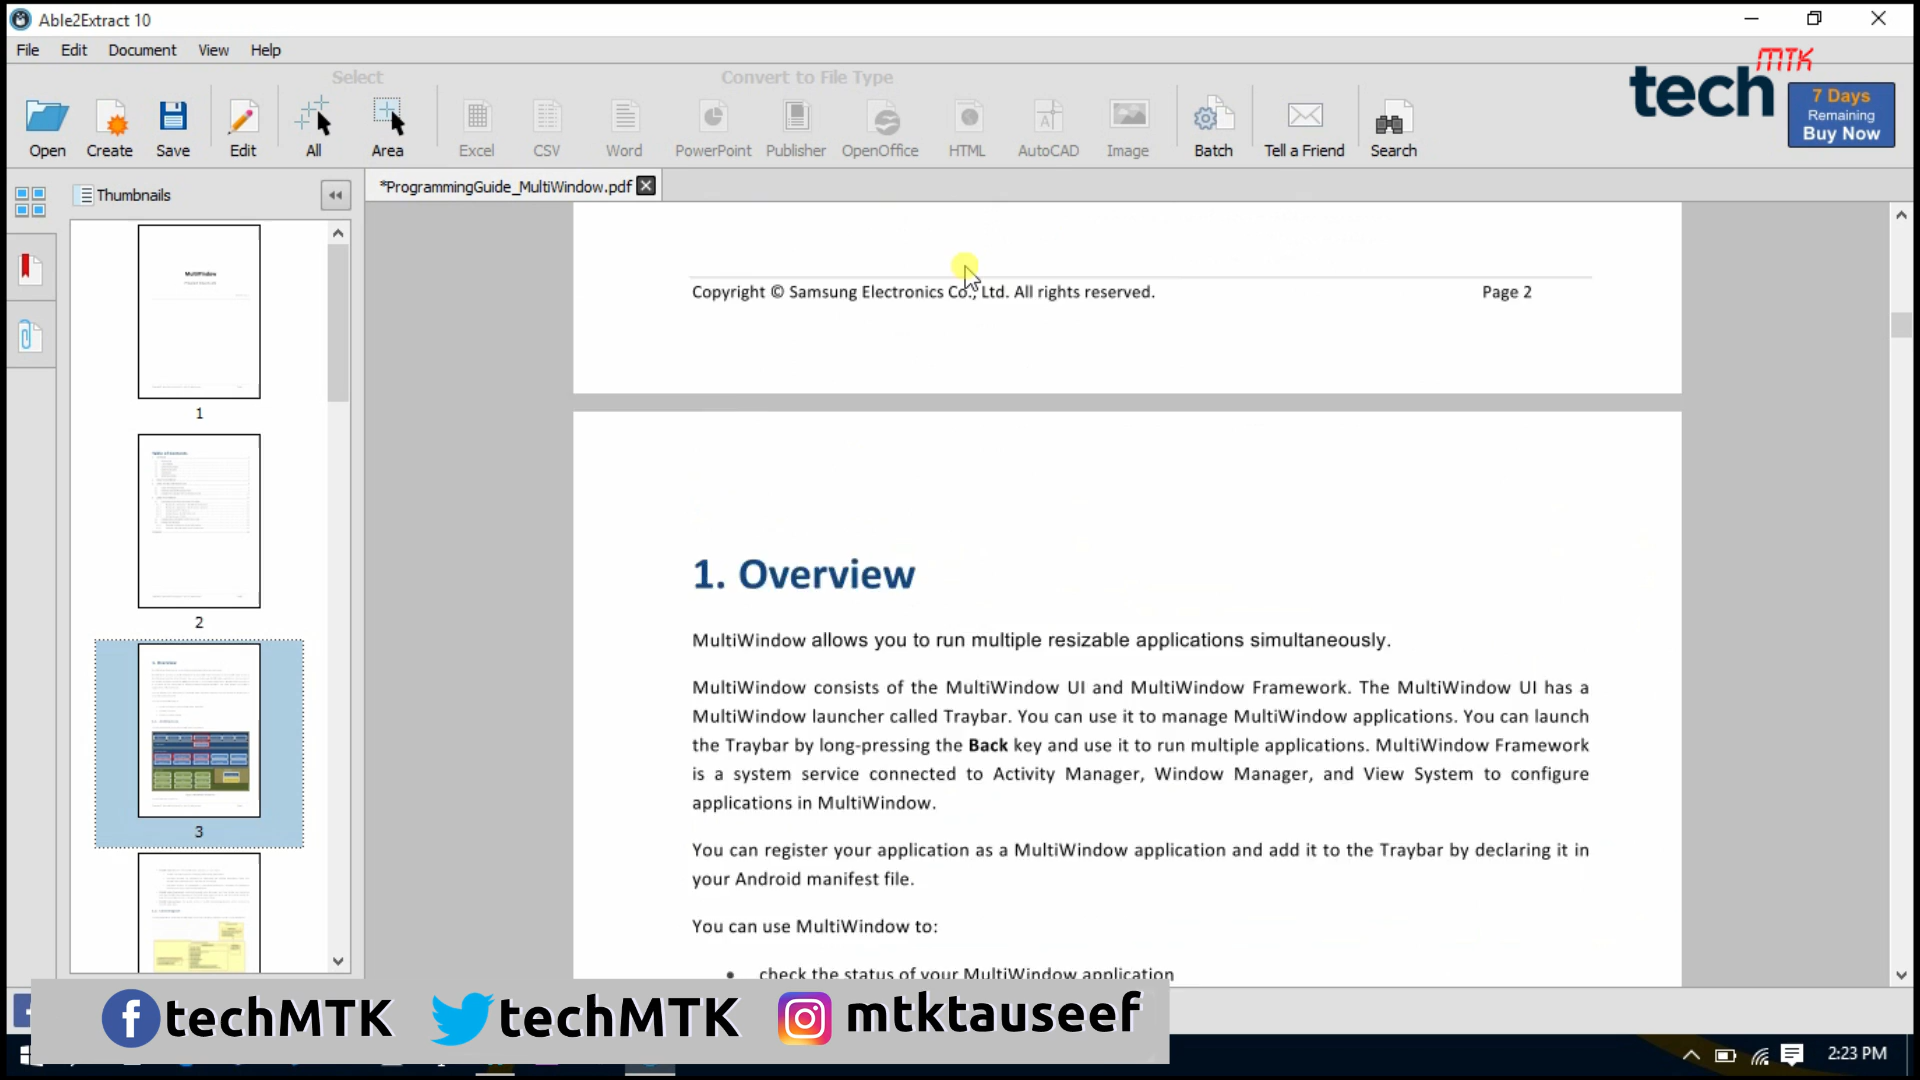 Able2Extract 10
File Edit Document View Help
Select Convert to File Type
tech MTK
7 Days
Remaining
Buy Now
Open Create Save Edit All Area Excel CSV Word PowerPoint Publisher OpenOffice HTML AutoCAD Image Batch Tell a Friend Search
Thumbnails
*ProgrammingGuide_MultiWindow.pdf
MultiWindow
1
2
3
Copyright © Samsung Electronics Co., Ltd. All rights reserved. Page 2
1. Overview
MultiWindow allows you to run multiple resizable applications simultaneously.
MultiWindow consists of the MultiWindow UI and MultiWindow Framework. The MultiWindow UI has a
MultiWindow launcher called Traybar. You can use it to manage MultiWindow applications. You can launch
the Traybar by long-pressing the Back key and use it to run multiple applications. MultiWindow Framework
is a system service connected to Activity Manager, Window Manager, and View System to configure
applications in MultiWindow.
You can register your application as a MultiWindow application and add it to the Traybar by declaring it in
your Android manifest file.
You can use MultiWindow to:
• check the status of your MultiWindow application
techMTK techMTK mtktauseef
2:23 PM